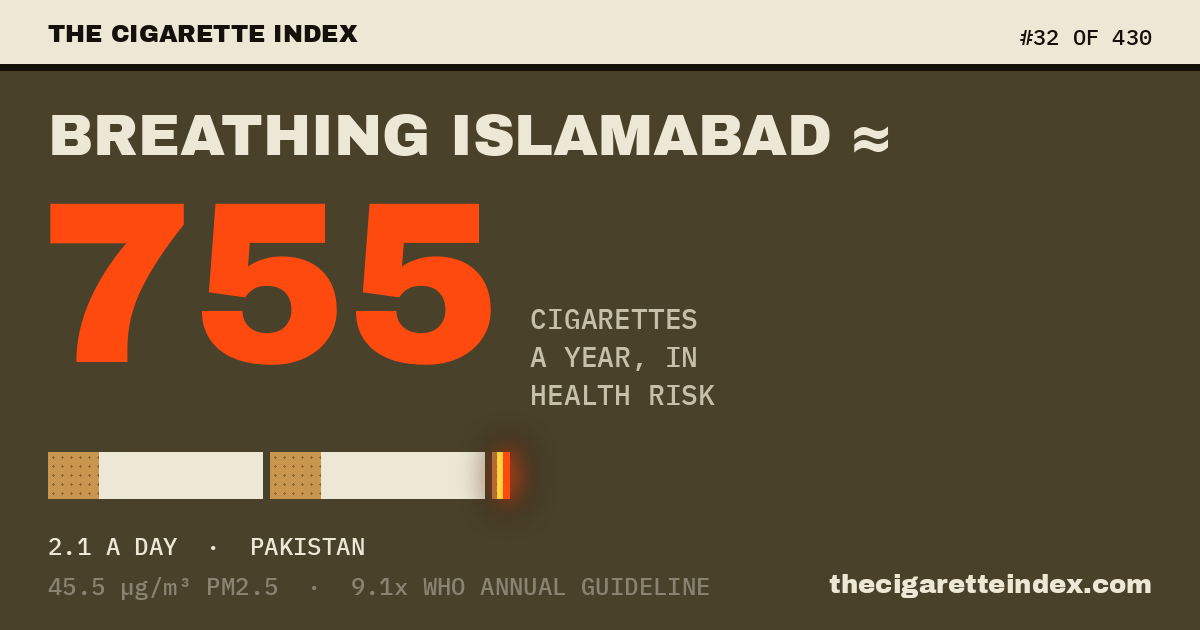 THE CIGARETTE INDEX
#32 OF 430
BREATHING ISLAMABAD ≈
755
CIGARETTES
A YEAR, IN
HEALTH RISK
2.1 A DAY · PAKISTAN
45.5 µg/m³ PM2.5 · 9.1x WHO ANNUAL GUIDELINE
thecigaretteindex.com